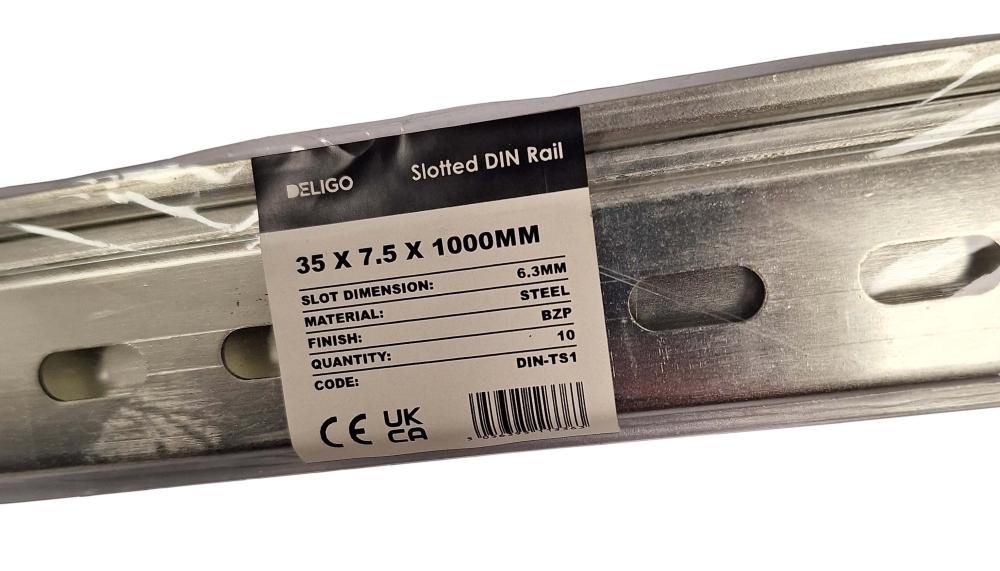 DELIGO
Slotted DIN Rail
35 X 7.5 X 1000MM
SLOT DIMENSION: 6.3MM
MATERIAL: STEEL
FINISH: BZP
QUANTITY: 10
CODE: DIN-TS1
CE UK
CA